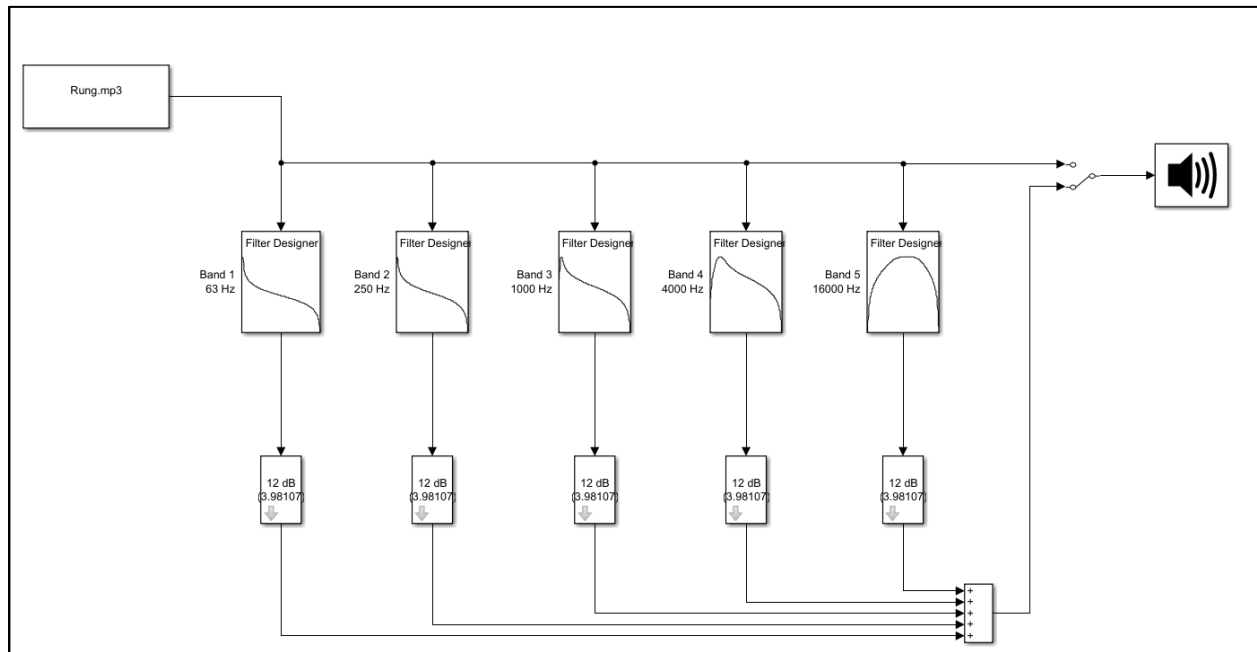 Rung.mp3
Filter Designer
Band 1
63 Hz
Filter Designer
Band 2
250 Hz
Filter Designer
Band 3
1000 Hz
Filter Designer
Band 4
4000 Hz
Filter Designer
Band 5
16000 Hz
12 dB
(3.98107)
12 dB
(3.98107)
12 dB
(3.98107)
12 dB
(3.98107)
12 dB
(3.98107)
+
+
+
+
+